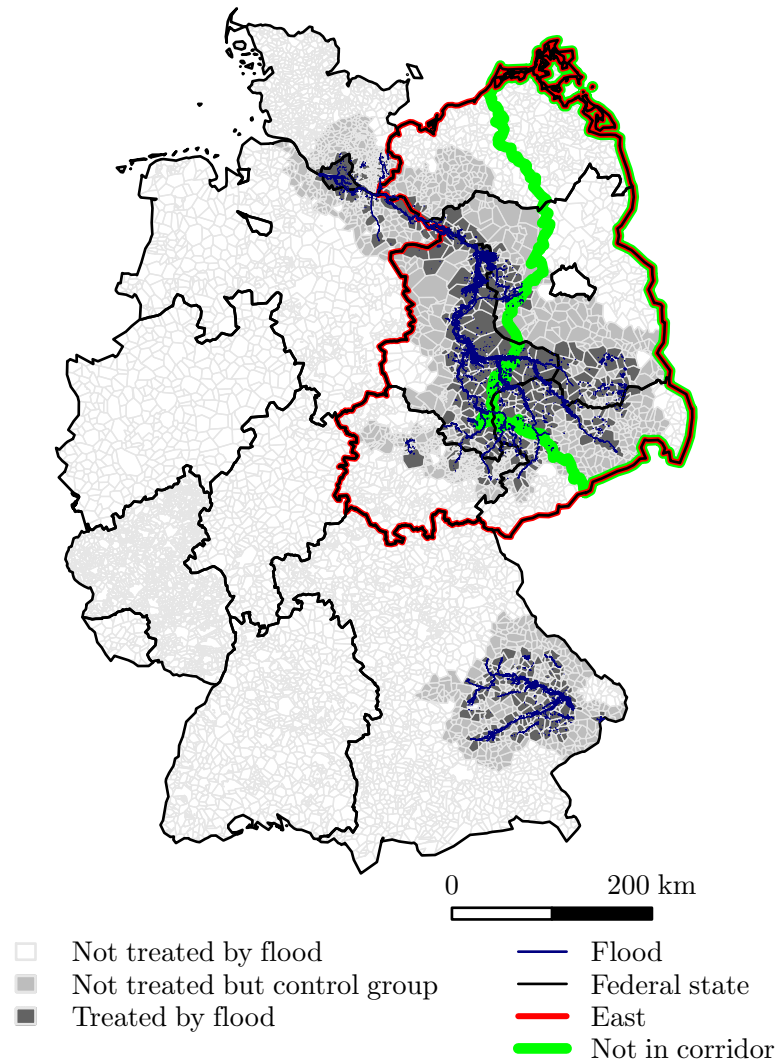 0 200 km
Not treated by flood
Not treated but control group
Treated by flood
Flood
Federal state
East
Not in corridor